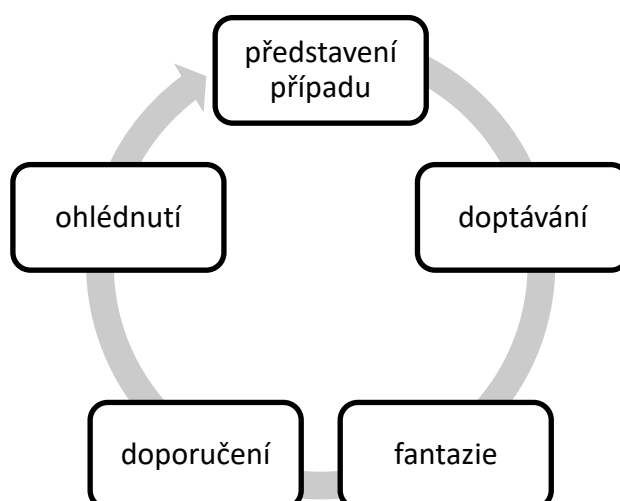 představení
případu
doptávání
fantazie
doporučení
ohlédnutí